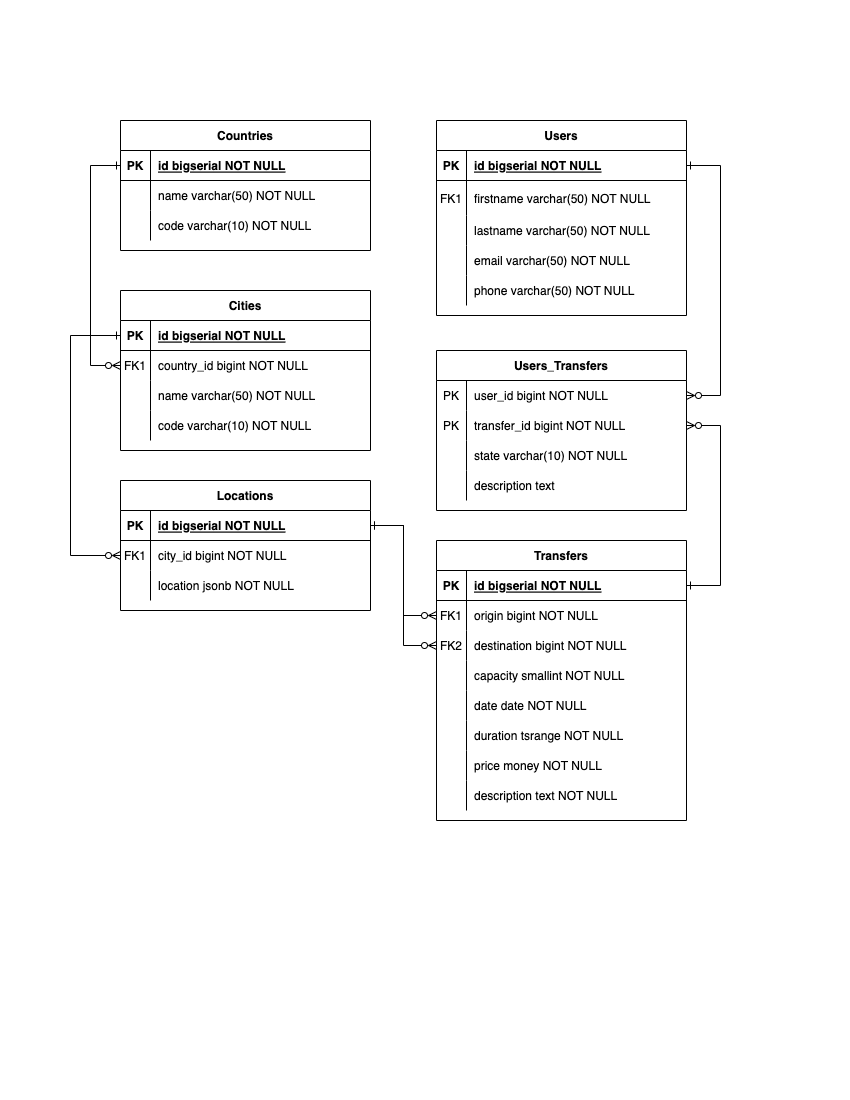 Countries
PK id bigserial NOT NULL
name varchar(50) NOT NULL
code varchar(10) NOT NULL
Cities
PK id bigserial NOT NULL
FK1 country_id bigint NOT NULL
name varchar(50) NOT NULL
code varchar(10) NOT NULL
Locations
PK id bigserial NOT NULL
FK1 city_id bigint NOT NULL
location jsonb NOT NULL
Users
PK id bigserial NOT NULL
FK1 firstname varchar(50) NOT NULL
lastname varchar(50) NOT NULL
email varchar(50) NOT NULL
phone varchar(50) NOT NULL
Users_Transfers
PK user_id bigint NOT NULL
PK transfer_id bigint NOT NULL
state varchar(10) NOT NULL
description text
Transfers
PK id bigserial NOT NULL
FK1 origin bigint NOT NULL
FK2 destination bigint NOT NULL
capacity smallint NOT NULL
date date NOT NULL
duration tsrange NOT NULL
price money NOT NULL
description text NOT NULL